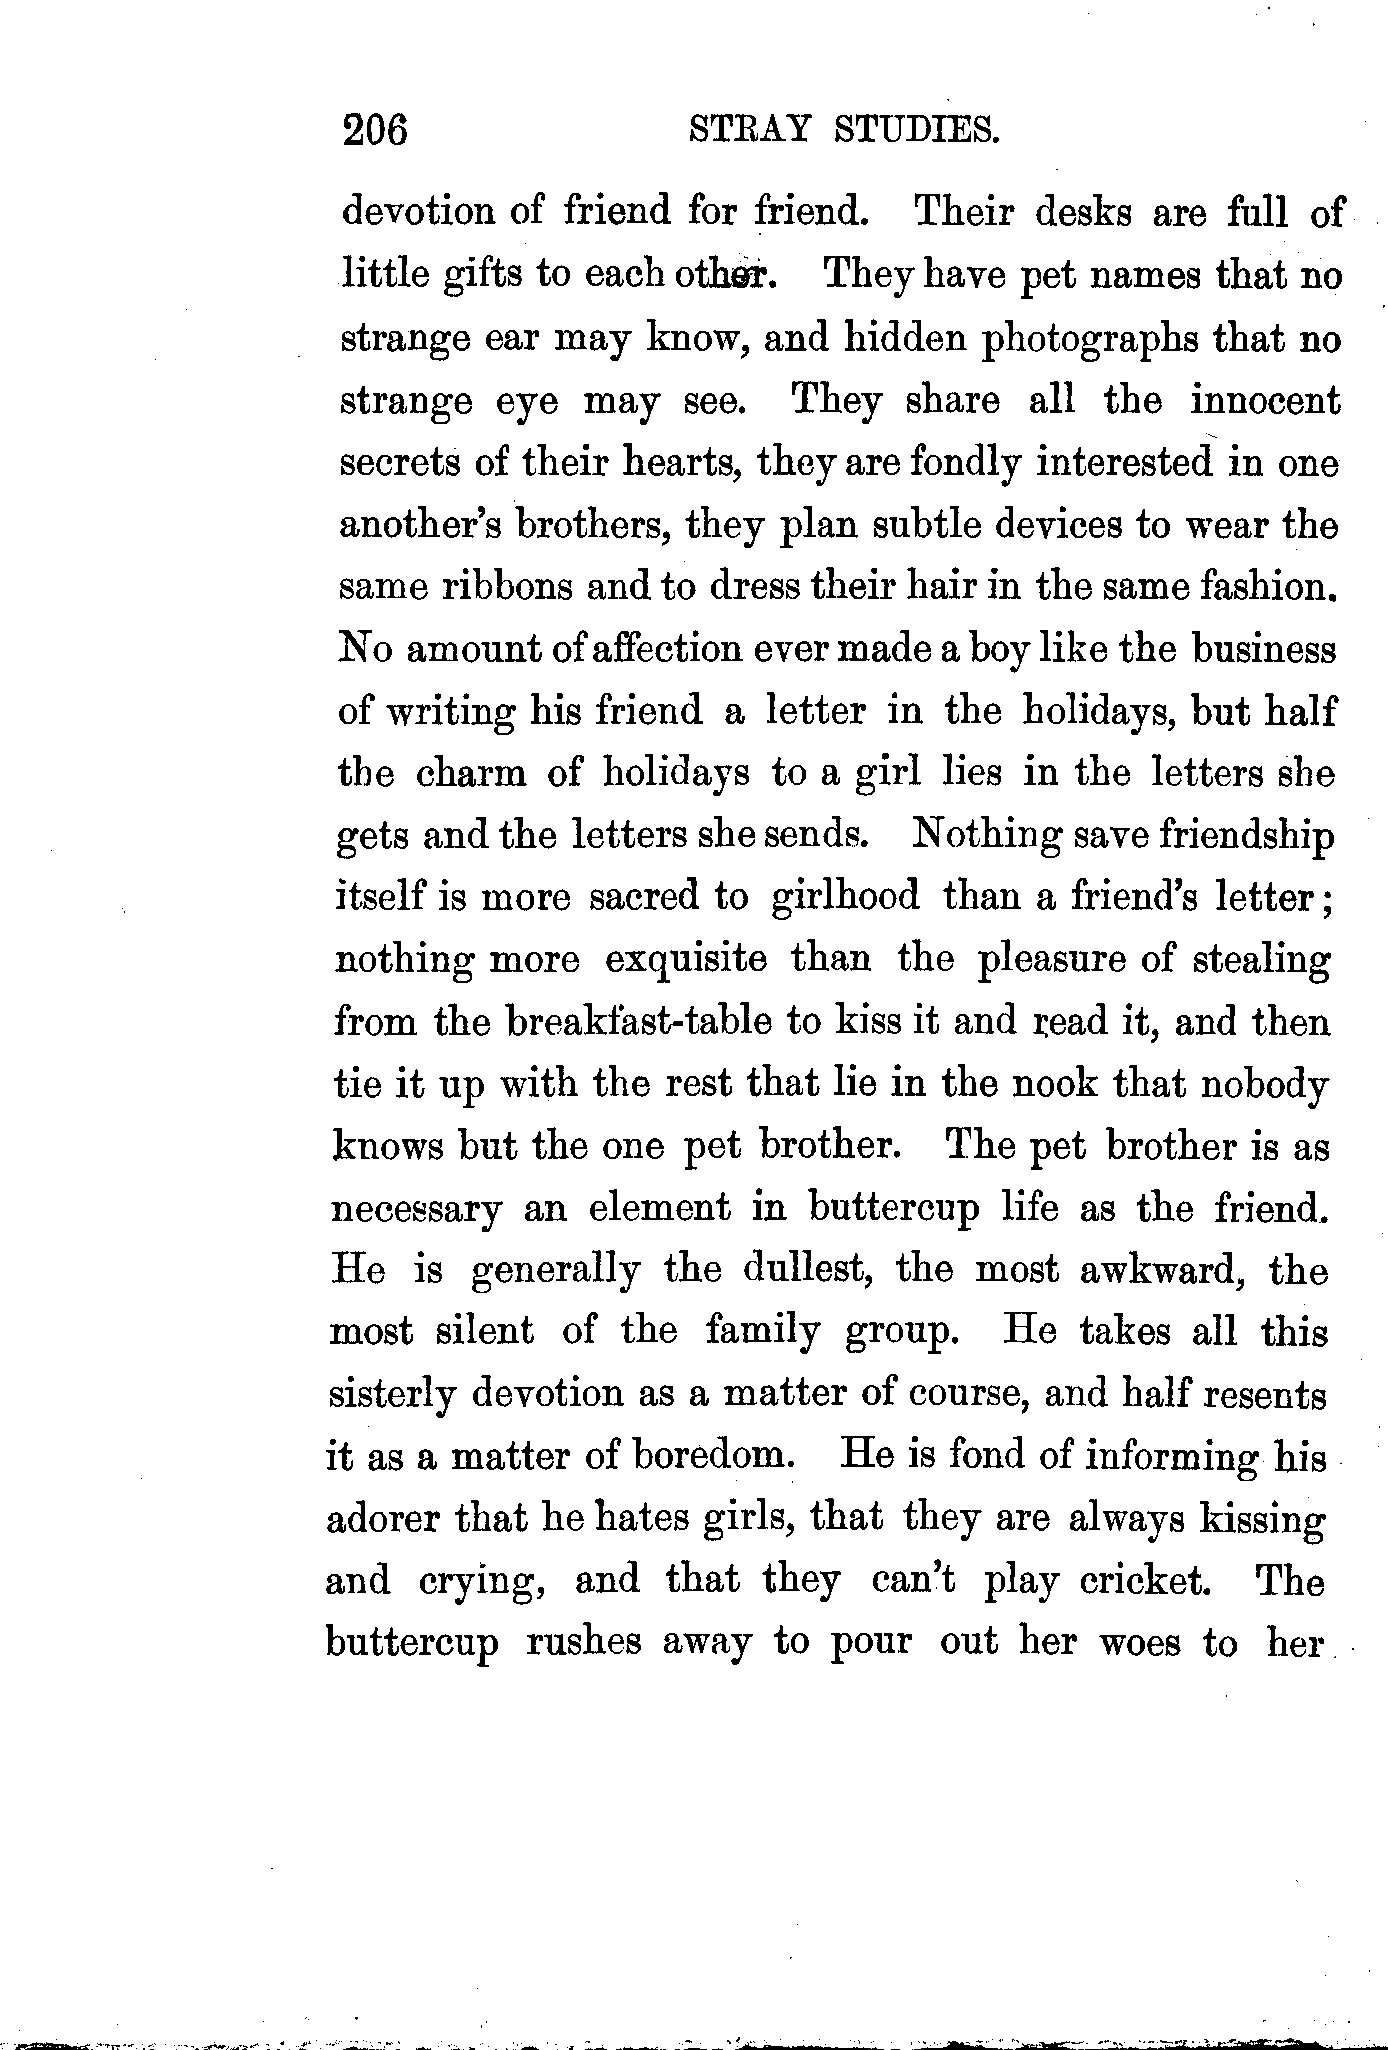 206 STRAY STUDIES.
devotion of friend for friend. Their desks are full of
little gifts to each other. They have pet names that no
strange ear may know, and hidden photographs that no
strange eye may see. They share all the innocent
secrets of their hearts, they are fondly interested in one
another's brothers, they plan subtle devices to wear the
same ribbons and to dress their hair in the same fashion.
No amount of affection ever made a boy like the business
of writing his friend a letter in the holidays, but half
the charm of holidays to a girl lies in the letters she
gets and the letters she sends. Nothing save friendship
itself is more sacred to girlhood than a friend's letter;
nothing more exquisite than the pleasure of stealing
from the breakfast-table to kiss it and read it, and then
tie it up with the rest that lie in the nook that nobody
knows but the one pet brother. The pet brother is as
necessary an element in buttercup life as the friend.
He is generally the dullest, the most awkward, the
most silent of the family group. He takes all this
sisterly devotion as a matter of course, and half resents
it as a matter of boredom. He is fond of informing his
adorer that he hates girls, that they are always kissing
and crying, and that they can't play cricket. The
buttercup rushes away to pour out her woes to her